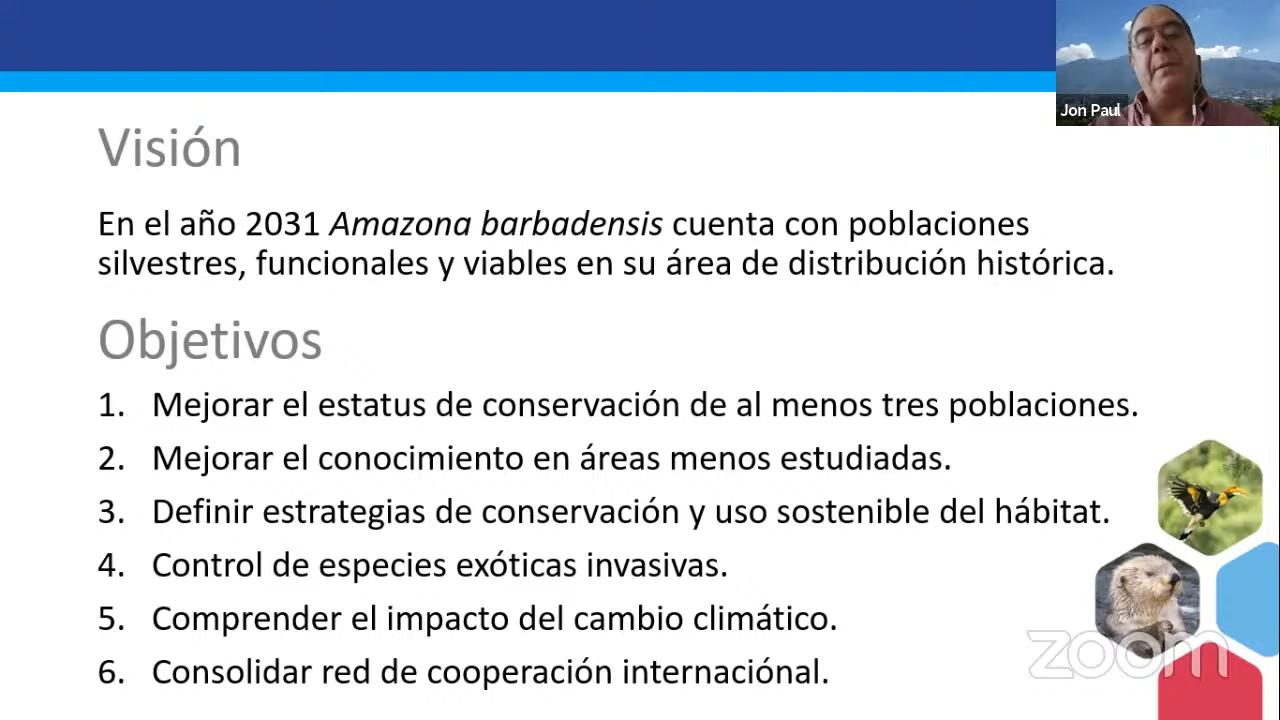 Jon Paul
Visión
En el año 2031 Amazona barbadensis cuenta con poblaciones
silvestres, funcionales y viables en su área de distribución histórica.
Objetivos
1. Mejorar el estatus de conservación de al menos tres poblaciones.
2. Mejorar el conocimiento en áreas menos estudiadas.
3. Definir estrategias de conservación y uso sostenible del hábitat.
4. Control de especies exóticas invasivas.
5. Comprender el impacto del cambio climático.
6. Consolidar red de cooperación internaciónal.
zoom